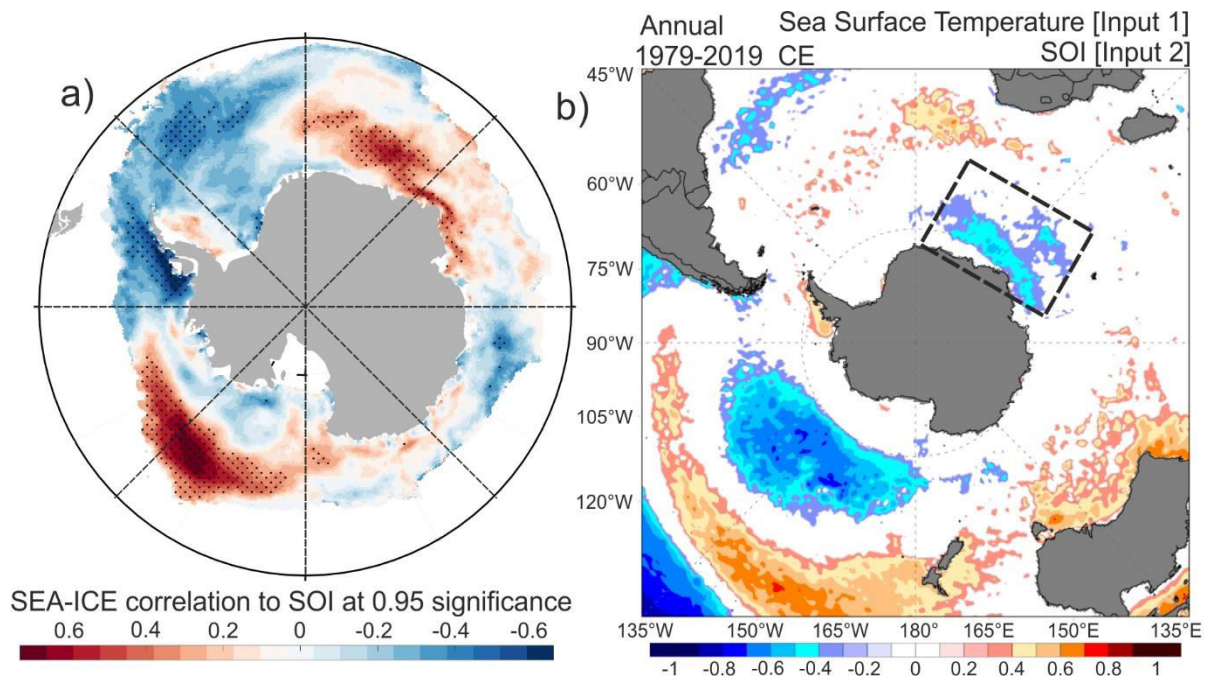 a)
SEA-ICE correlation to SOI at 0.95 significance
0.6 0.4 0.2 0 -0.2 -0.4 -0.6
Annual Sea Surface Temperature [Input 1]
1979-2019 CE SOI [Input 2]
b)
45°W
60°W
75°W
90°W
105°W
120°W
135°W 150°W 165°W 180° 165°E 150°E 135°E
-1 -0.8 -0.6 -0.4 -0.2 0 0.2 0.4 0.6 0.8 1